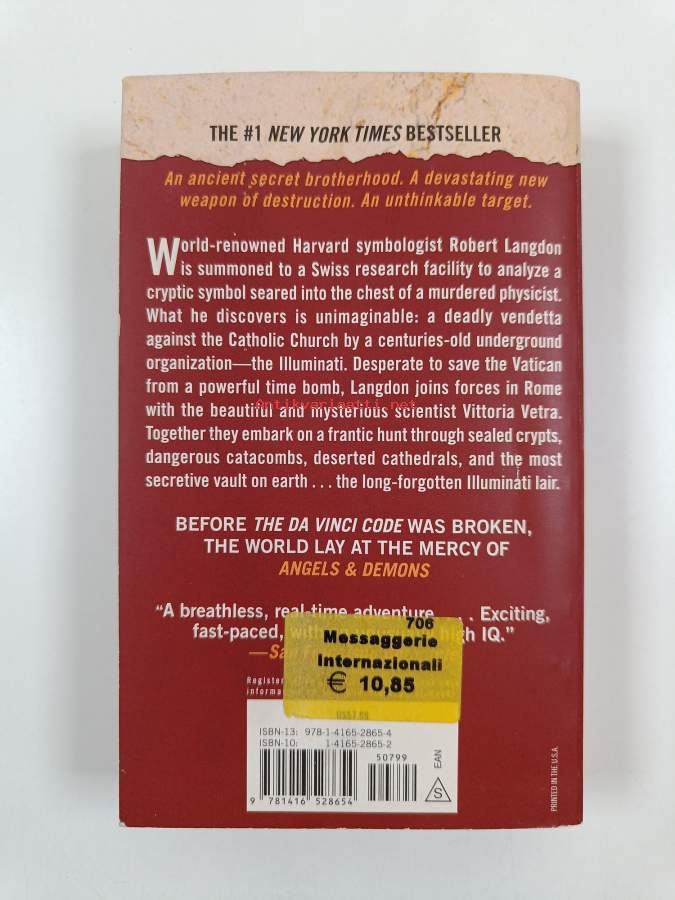 THE #1 NEW YORK TIMES BESTSELLER
An ancient secret brotherhood. A devastating new
weapon of destruction. An unthinkable target.
World-renowned Harvard symbologist Robert Langdon
is summoned to a Swiss research facility to analyze a
cryptic symbol seared into the chest of a murdered physicist.
What he discovers is unimaginable: a deadly vendetta
against the Catholic Church by a centuries-old underground
organization—the Illuminati. Desperate to save the Vatican
from a powerful time bomb, Langdon joins forces in Rome
Antikvariaatti.net
with the beautiful and mysterious scientist Vittoria Vetra.
Together they embark on a frantic hunt through sealed crypts,
dangerous catacombs, deserted cathedrals, and the most
secretive vault on earth . . . the long-forgotten Illuminati lair.
BEFORE THE DA VINCI CODE WAS BROKEN,
THE WORLD LAY AT THE MERCY OF
ANGELS & DEMONS
“A breathless, real-time adventure . . . . Exciting,
fast-paced, with high IQ.”
706
Messaggerie
Internazionali
€ 10,85
ISBN-13: 978-1-4165-2865-4
ISBN-10: 1-4165-2865-2
50799
9 781416 528654
S
EAN
PRINTED IN THE U.S.A.